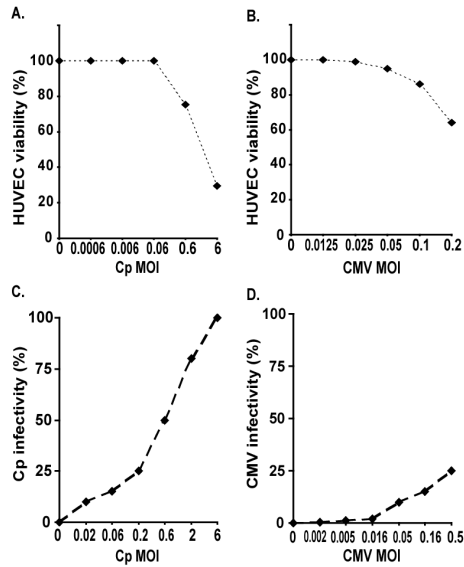 A.
HUVEC viability (%)
100
80
60
40
20
0
0 0.0006 0.006 0.06 0.6 6
Cp MOI
B.
HUVEC viability (%)
100
80
60
40
20
0
0 0.0125 0.025 0.05 0.1 0.2
CMV MOI
C.
Cp infectivity (%)
100
75
50
25
0
0 0.02 0.06 0.2 0.6 2 6
Cp MOI
D.
CMV infectivity (%)
100
75
50
25
0
0 0.002 0.005 0.016 0.05 0.16 0.5
CMV MOI